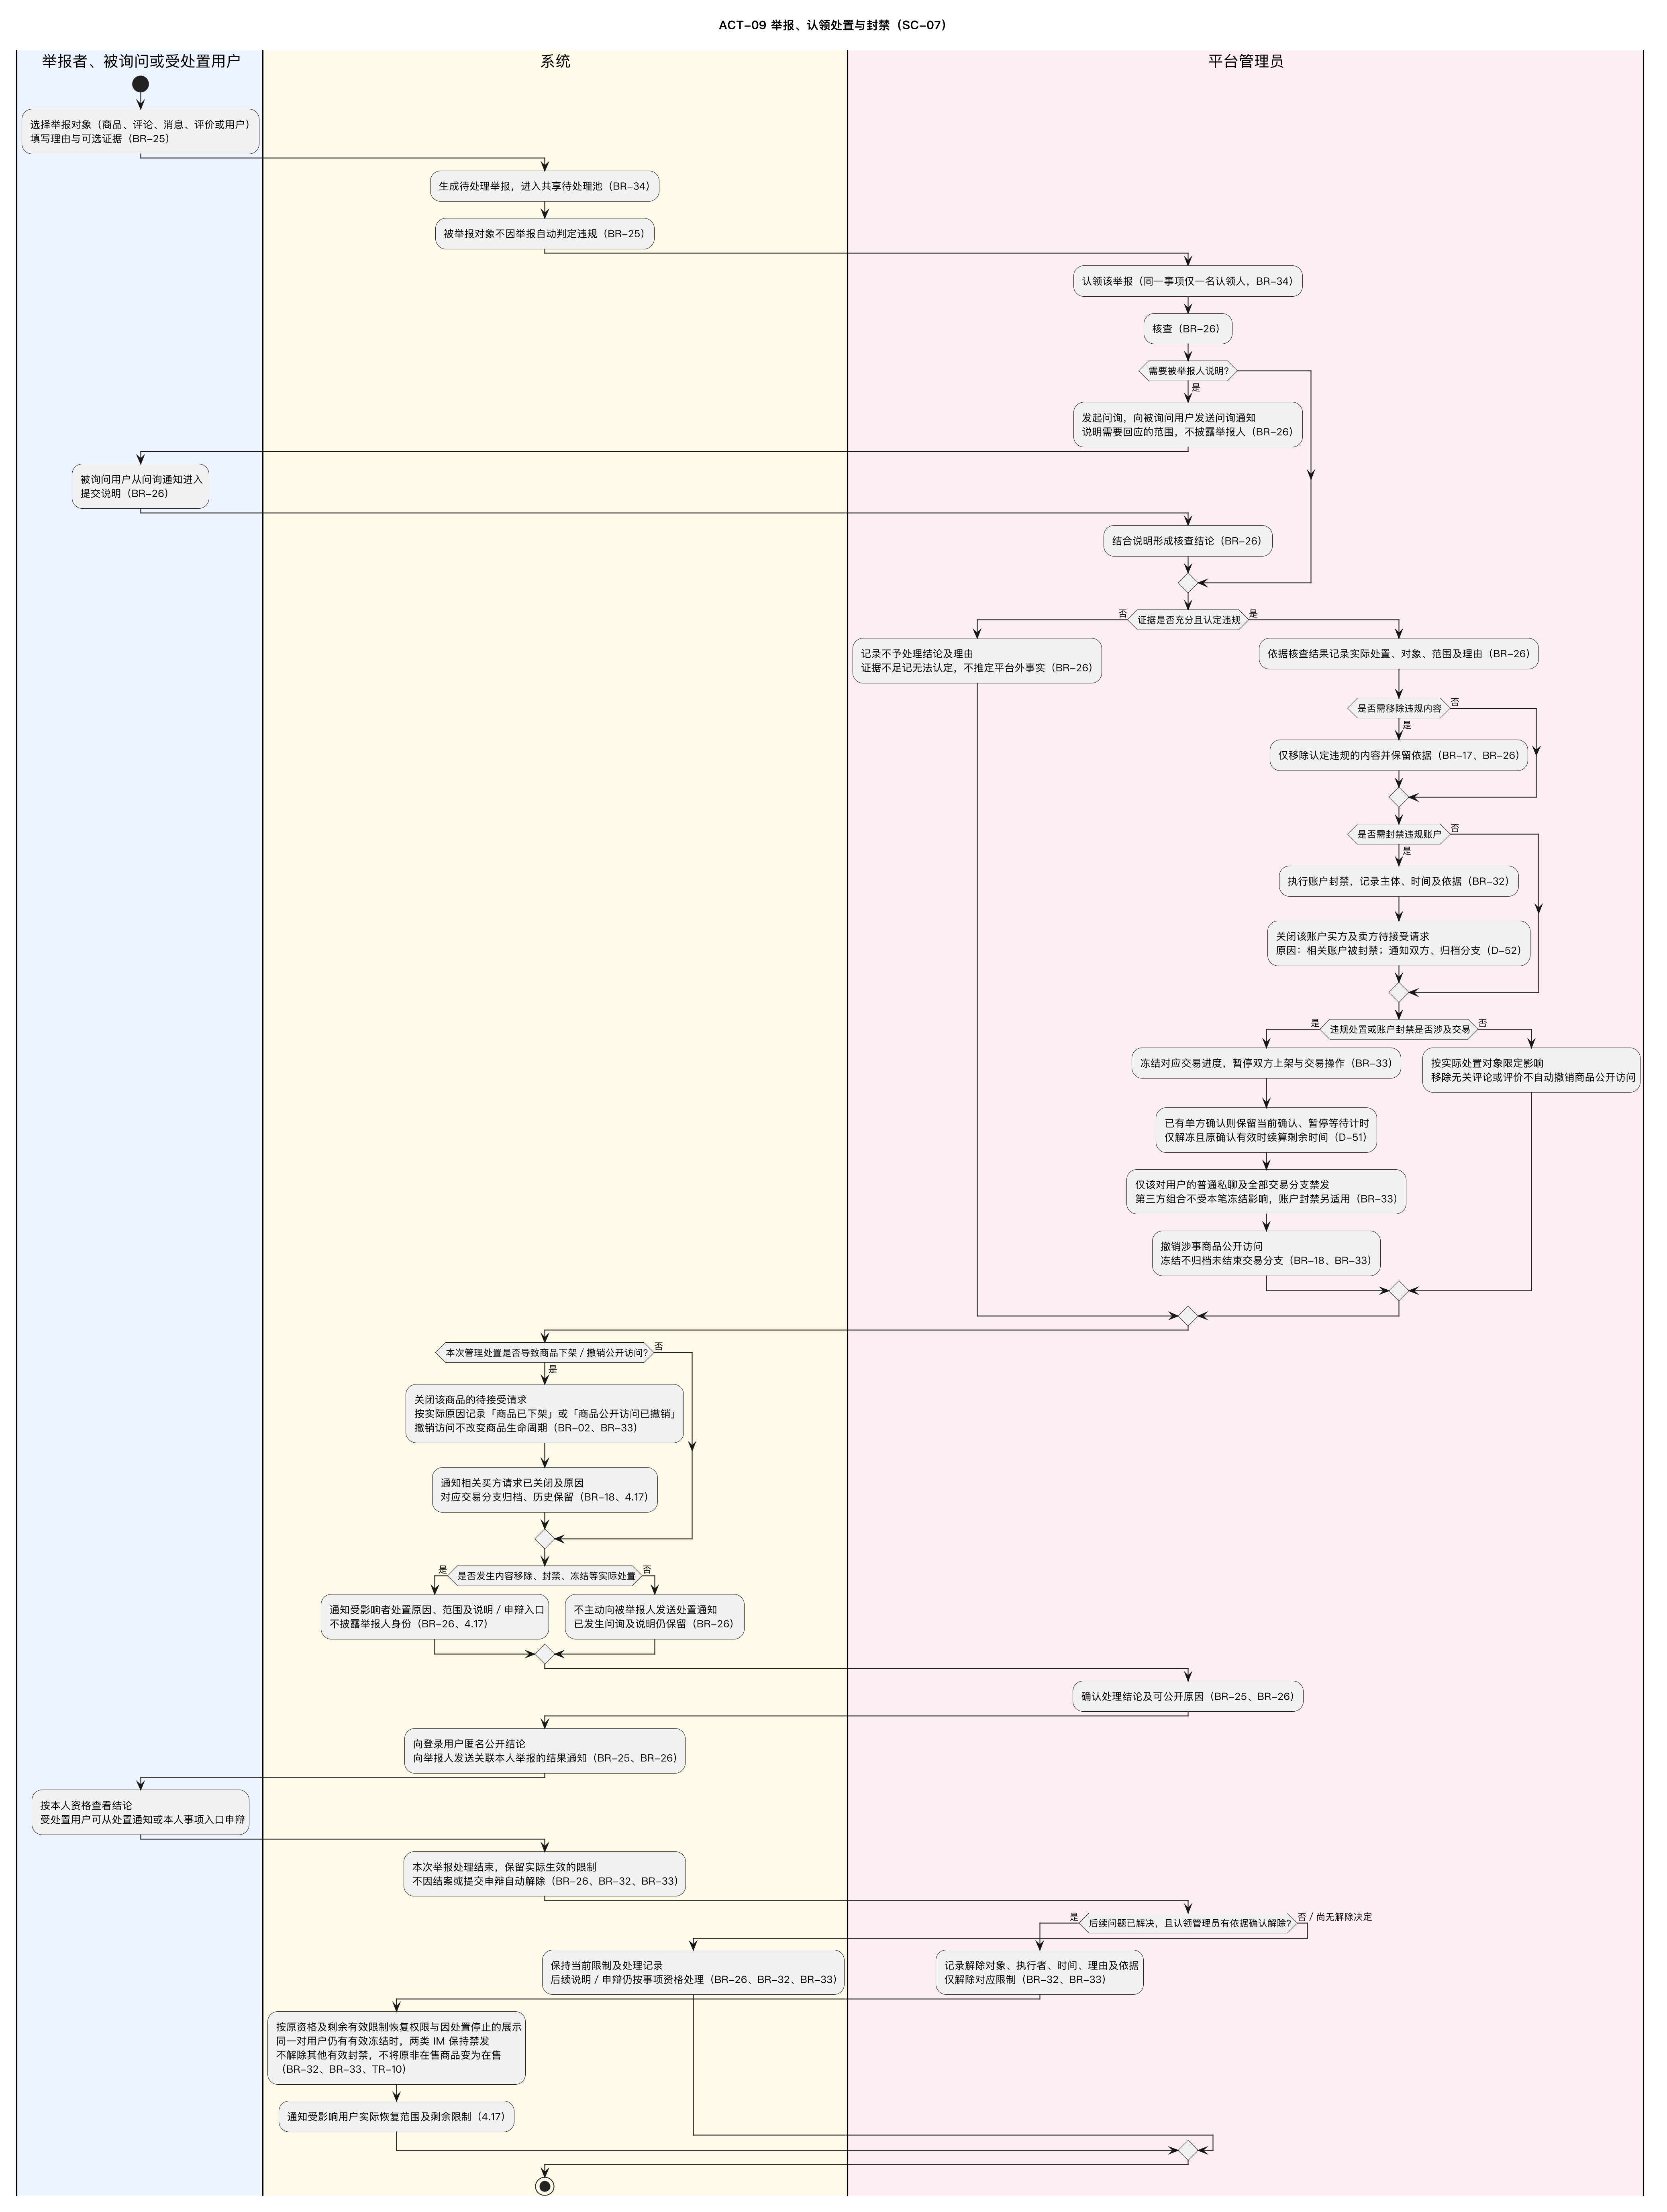 ACT-09 举报、认领处置与封禁（SC-07）
举报者、被询问或受处置用户
系统
平台管理员
选择举报对象（商品、评论、消息、评价或用户）
填写理由与可选证据（BR-25）
生成待处理举报，进入共享待处理池（BR-34）
被举报对象不因举报自动判定违规（BR-25）
认领该举报（同一事项仅一名认领人，BR-34）
核查（BR-26）
需要被举报人说明?
是
发起问询，向被询问用户发送问询通知
说明需要回应的范围，不披露举报人（BR-26）
被询问用户从问询通知进入
提交说明（BR-26）
结合说明形成核查结论（BR-26）
否
证据是否充分且认定违规
是
记录不予处理结论及理由
证据不足记无法认定，不推定平台外事实（BR-26）
依据核查结果记录实际处置、对象、范围及理由（BR-26）
是否需移除违规内容
否
是
仅移除认定违规的内容并保留依据（BR-17、BR-26）
是否需封禁违规账户
否
是
执行账户封禁，记录主体、时间及依据（BR-32）
关闭该账户买方及卖方待接受请求
原因：相关账户被封禁；通知双方、归档分支（D-52）
是
违规处置或账户封禁是否涉及交易
否
冻结对应交易进度，暂停双方上架与交易操作（BR-33）
按实际处置对象限定影响
移除无关评论或评价不自动撤销商品公开访问
已有单方确认则保留当前确认、暂停等待计时
仅解冻且原确认有效时续算剩余时间（D-51）
仅该对用户的普通私聊及全部交易分支禁发
第三方组合不受本笔冻结影响，账户封禁另适用（BR-33）
撤销涉事商品公开访问
冻结不归档未结束交易分支（BR-18、BR-33）
本次管理处置是否导致商品下架 / 撤销公开访问?
否
是
关闭该商品的待接受请求
按实际原因记录「商品已下架」或「商品公开访问已撤销」
撤销访问不改变商品生命周期（BR-02、BR-33）
通知相关买方请求已关闭及原因
对应交易分支归档、历史保留（BR-18、4.17）
是
是否发生内容移除、封禁、冻结等实际处置
否
通知受影响者处置原因、范围及说明 / 申辩入口
不披露举报人身份（BR-26、4.17）
不主动向被举报人发送处置通知
已发生问询及说明仍保留（BR-26）
确认处理结论及可公开原因（BR-25、BR-26）
向登录用户匿名公开结论
向举报人发送关联本人举报的结果通知（BR-25、BR-26）
按本人资格查看结论
受处置用户可从处置通知或本人事项入口申辩
本次举报处理结束，保留实际生效的限制
不因结案或提交申辩自动解除（BR-26、BR-32、BR-33）
是
后续问题已解决，且认领管理员有依据确认解除?
否 / 尚无解除决定
保持当前限制及处理记录
后续说明 / 申辩仍按事项资格处理（BR-26、BR-32、BR-33）
记录解除对象、执行者、时间、理由及依据
仅解除对应限制（BR-32、BR-33）
按原资格及剩余有效限制恢复权限与因处置停止的展示
同一对用户仍有有效冻结时，两类 IM 保持禁发
不解除其他有效封禁，不将原非在售商品变为在售
（BR-32、BR-33、TR-10）
通知受影响用户实际恢复范围及剩余限制（4.17）